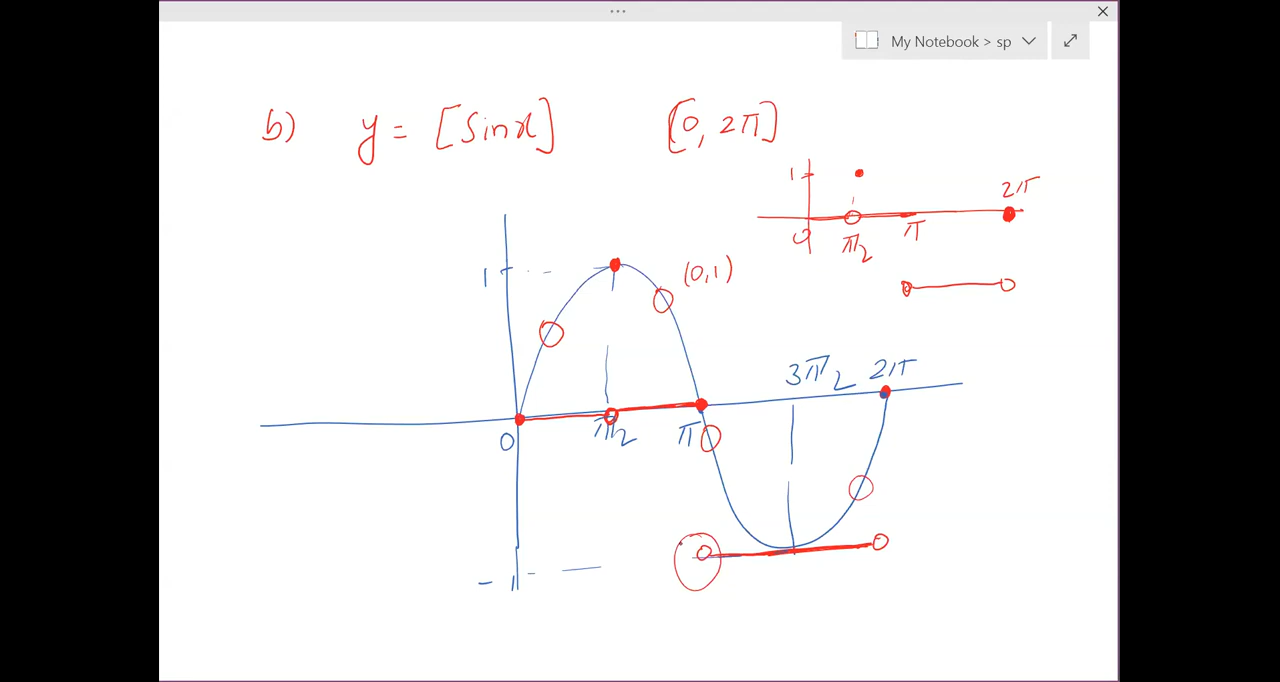 My Notebook > sp
b) y = [Sinx] [0, 2π]
1
2π
0 π/2 π
1 (0,1)
3π/2 2π
0 π/2 π
-1